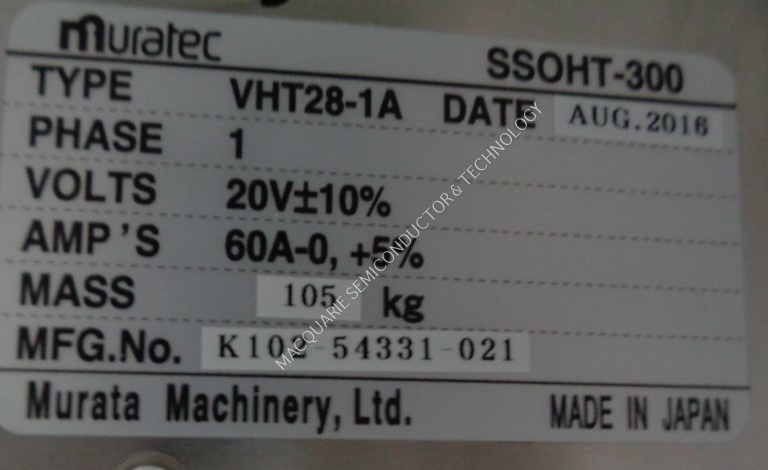 muratec SSOHT-300
TYPE VHT28-1A DATE AUG.2016
PHASE 1
VOLTS 20V±10%
AMP'S 60A-0, +5%
MASS 105 kg
MFG.No. K102-54331-021
Murata Machinery, Ltd. MADE IN JAPAN
MACQUARIE SEMICONDUCTOR & TECHNOLOGY